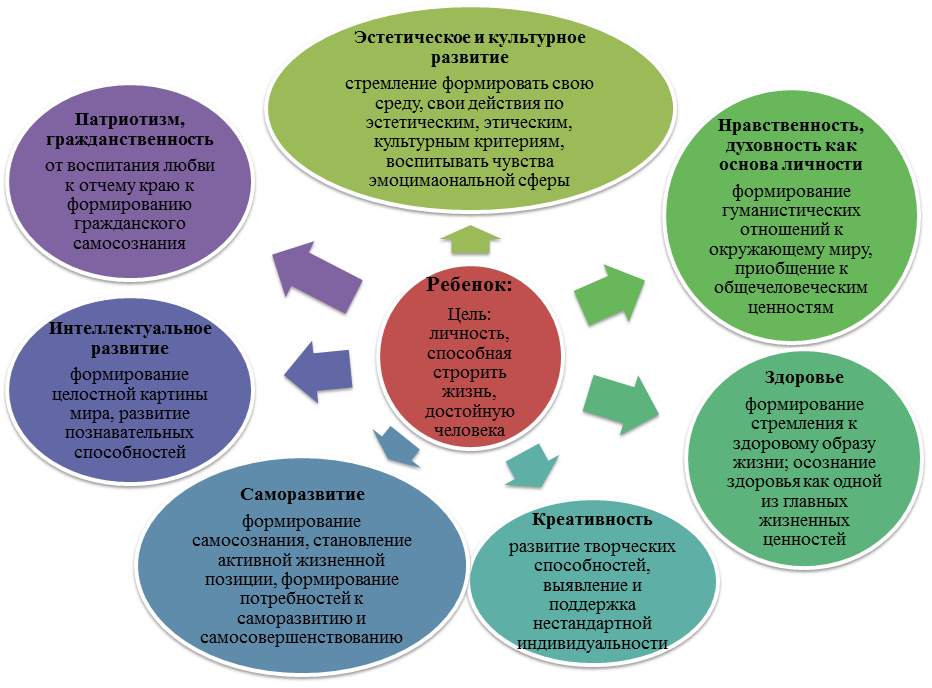 Эстетическое и культурное
развитие
стремление формировать свою
среду, свои действия по
эстетическим, этическим,
культурным критериям,
воспитывать чувства
эмоцимаональной сферы
Нравственность,
духовность как
основа личности
формирование
гуманистических
отношений к
окружающему миру,
приобщение к
общечеловеческим
ценностям
Здоровье
формирование
стремления к
здоровому образу
жизни; осознание
здоровья как одной
из главных
жизненных
ценностей
Креативность
развитие творческих
способностей,
выявление и
поддержка
нестандартной
индивидуальности
Саморазвитие
формирование
самосознания, становление
активной жизненной
позиции, формирование
потребностей к
саморазвитию и
самосовершенствованию
Интеллектуальное
развитие
формирование
целостной картины
мира, развитие
познавательных
способностей
Патриотизм,
гражданственность
от воспитания любви
к отчему краю к
формированию
гражданского
самосознания
Ребенок:
Цель:
личность,
способная
строрить
жизнь,
достойную
человека